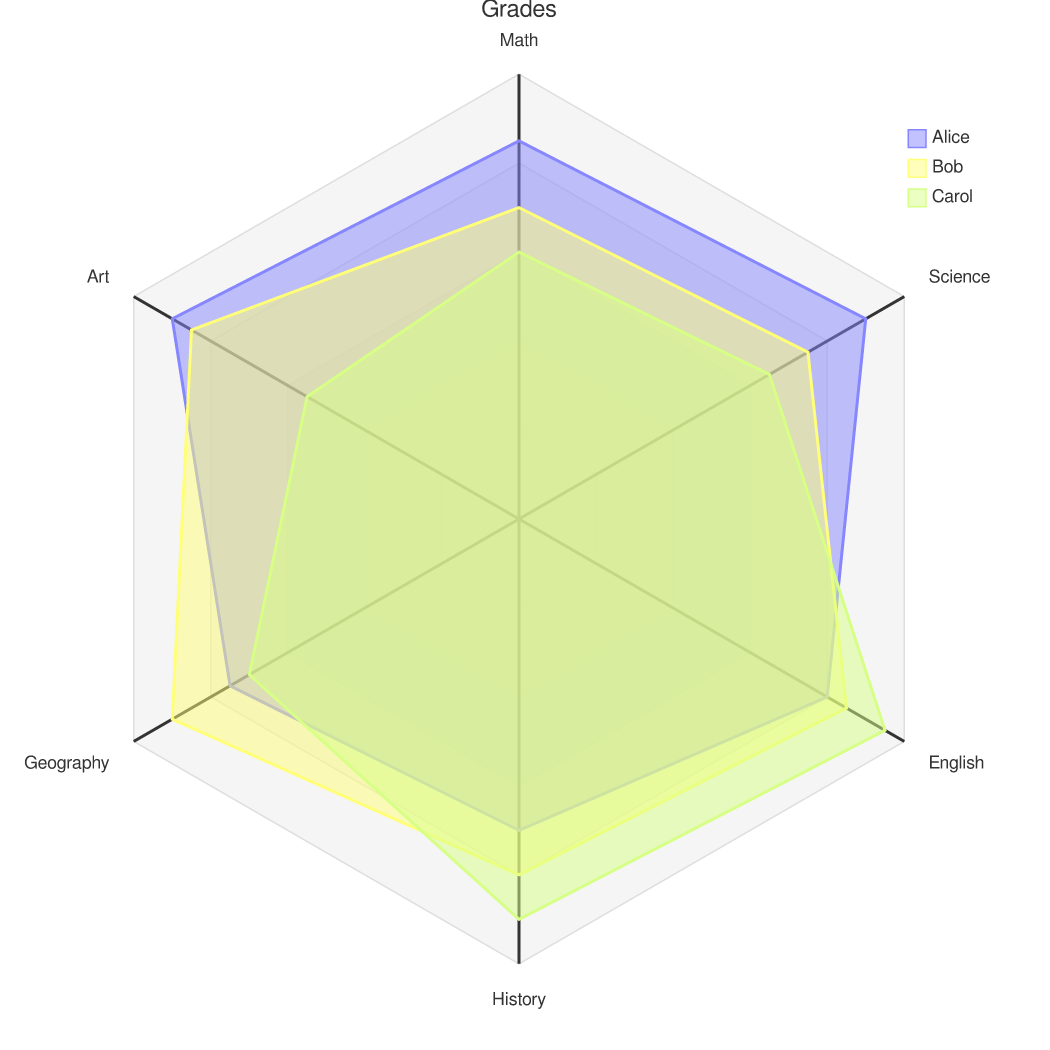 Grades
Math
Alice
Bob
Carol
Art
Science
Geography
English
History